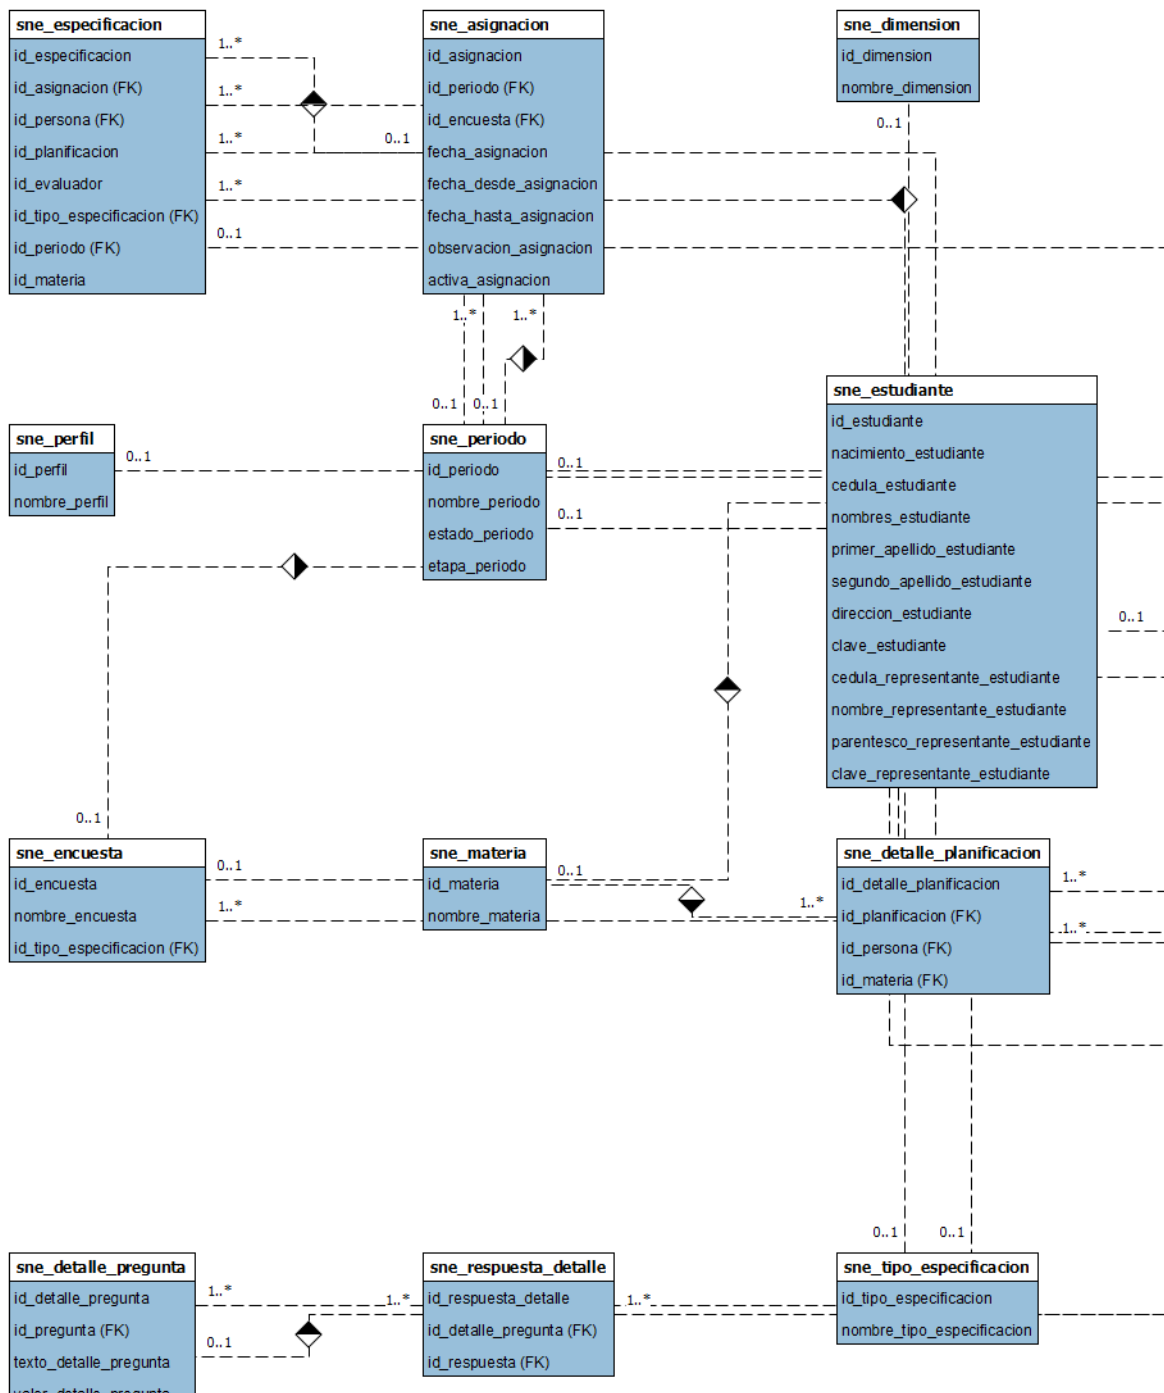 sne_especificacion
id_especificacion
id_asignacion (FK)
id_persona (FK)
id_planificacion
id_evaluador
id_tipo_especificacion (FK)
id_periodo (FK)
id_materia
1..*
1..*
1..*
1..*
0..1
0..1
sne_asignacion
id_asignacion
id_periodo (FK)
id_encuesta (FK)
fecha_asignacion
fecha_desde_asignacion
fecha_hasta_asignacion
observacion_asignacion
activa_asignacion
1..*
1..*
0..1
0..1
sne_dimension
id_dimension
nombre_dimension
0..1
sne_perfil
id_perfil
nombre_perfil
0..1
sne_periodo
id_periodo
nombre_periodo
estado_periodo
etapa_periodo
0..1
0..1
sne_estudiante
id_estudiante
nacimiento_estudiante
cedula_estudiante
nombres_estudiante
primer_apellido_estudiante
segundo_apellido_estudiante
direccion_estudiante
clave_estudiante
cedula_representante_estudiante
nombre_representante_estudiante
parentesco_representante_estudiante
clave_representante_estudiante
0..1
0..1
sne_encuesta
id_encuesta
nombre_encuesta
id_tipo_especificacion (FK)
0..1
1..*
sne_materia
id_materia
nombre_materia
0..1
1..*
sne_detalle_planificacion
id_detalle_planificacion
id_planificacion (FK)
id_persona (FK)
id_materia (FK)
1..*
1..*
0..1
0..1
sne_detalle_pregunta
id_detalle_pregunta
id_pregunta (FK)
texto_detalle_pregunta
valor_detalle_pregunta
1..*
0..1
1..*
sne_respuesta_detalle
id_respuesta_detalle
id_detalle_pregunta (FK)
id_respuesta (FK)
1..*
sne_tipo_especificacion
id_tipo_especificacion
nombre_tipo_especificacion